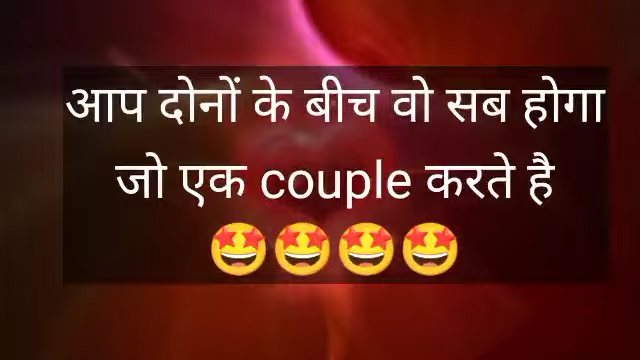 आप दोनों के बीच वो सब होगा
जो एक couple करते है
🤩🤩🤩🤩